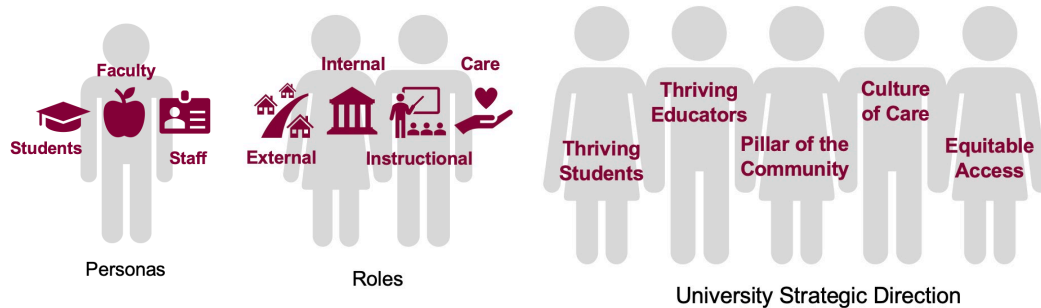 Faculty
Students
Staff
Personas
Internal
Care
External
Instructional
Roles
Thriving
Students
Thriving
Educators
Pillar of the
Community
Culture
of Care
Equitable
Access
University Strategic Direction